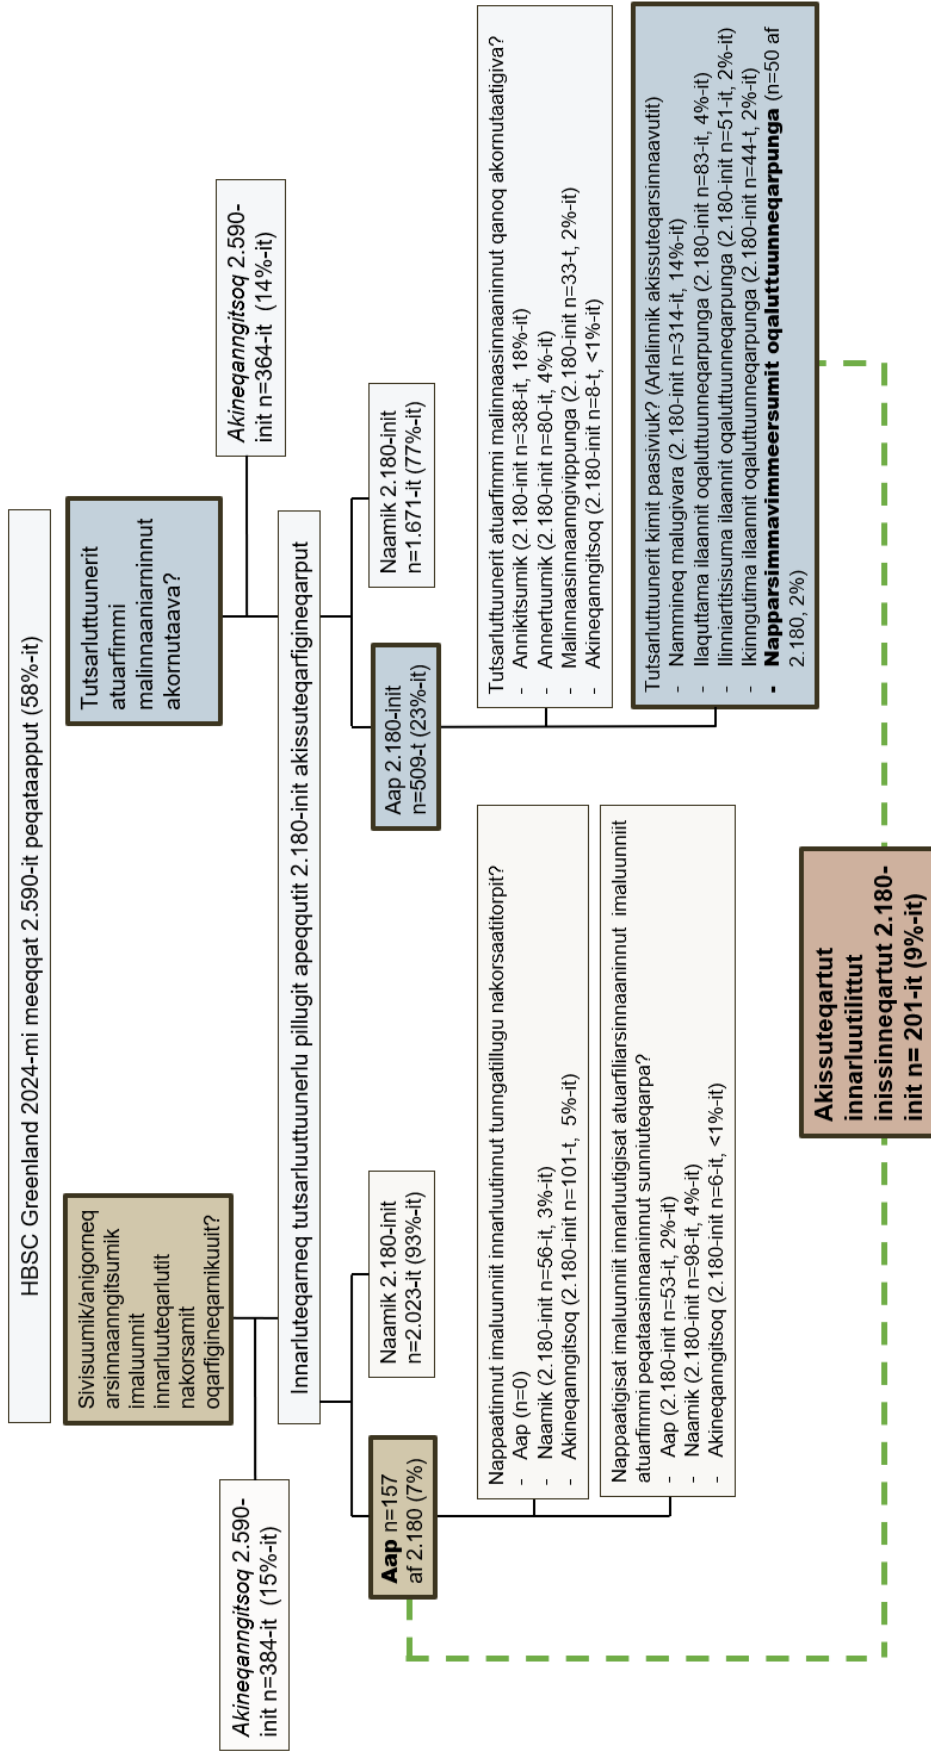 HBSC Greenland 2024-mi meeqqat 2.590-it peqataapput (58%-it)
Sivisuumik/anigorneq
arsinnaanngitsumik
imaluunnit
innarluuteqarlutit
nakorsamit
oqarfigineqarnikuuit?
Tutsarluttuunerit
atuarfimmi
malinnaaniarninnut
akornutaava?
Akineqanngitsoq 2.590-
init n=384-it (15%-it)
Akineqanngitsoq 2.590-
init n=364-it (14%-it)
Innarluteqarneq tutsarluuttuunerlu pillugit apeqqutit 2.180-init akissuteqarfigineqarput
Aap n=157
af 2.180 (7%)
Naamik 2.180-init
n=2.023-it (93%-it)
Aap 2.180-init
n=509-t (23%-it)
Naamik 2.180-init
n=1.671-it (77%-it)
Nappaatinnut imaluunniit innarluutinnut tunngatillugu nakorsaatitorpit?
- Aap (n=0)
- Naamik (2.180-init n=56-it, 3%-it)
- Akineqanngitsoq (2.180-init n=101-t, 5%-it)
Nappaatigisat imaluunniit innarluutigisat atuarfiliarsinnaaninnut imaluunniit
atuarfimmi peqataasinnaaninnut sunniuteqarpa?
- Aap (2.180-init n=53-it, 2%-it)
- Naamik (2.180-init n=98-it, 4%-it)
- Akineqanngitsoq (2.180-init n=6-it, <1%-it)
Tutsarluttuunerit atuarfimmi malinnaasinnaaninnut qanoq akornutaatigiva?
- Annikitsumik (2.180-init n=388-it, 18%-it)
- Annertuumik (2.180-init n=80-it, 4%-it)
- Malinnaasinnaanngivippunga (2.180-init n=33-t, 2%-it)
- Akineqanngitsoq (2.180-init n=8-t, <1%-it)
Tutsarluttuunerit kimit paasiviuk? (Arlalinnik akissuteqarsinnaavutit)
- Nammineq malugivara (2.180-init n=314-it, 14%-it)
- Ilaquttama ilaannit oqaluttuunneqarpunga (2.180-init n=83-it, 4%-it)
- Ilinniartitsisuma ilaannit oqaluttuunneqarpunga (2.180-init n=51-it, 2%-it)
- Ikinngutima ilaannit oqaluttuunneqarpunga (2.180-init n=44-t, 2%-it)
- Napparsimmavimmeersumit oqaluttuunneqarpunga (n=50 af
2.180, 2%)
Akissuteqartut
innarluutilittut
inissinneqartut 2.180-
init n= 201-it (9%-it)